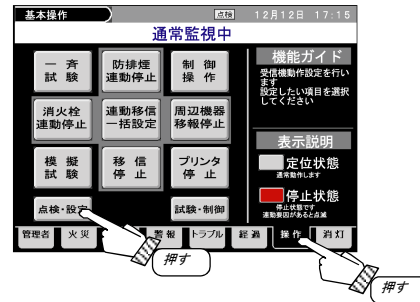 基本操作 点検 12月12日 17:15
通常監視中
一斉
試験
防排煙
連動停止
制御
操作
消火栓
連動停止
連動移信
一括設定
周辺機器
移報停止
模擬
試験
移信
停止
プリンタ
停止
点検・設定
試験・制御
機能ガイド
受信機動作設定を行い
ます
設定したい項目を選択
してください
表示説明
定位状態
通常動作します
停止状態
停止状態です
連動要因があると点滅
管理者 火災 警報 トラブル 経過 操作 消灯
押す
押す